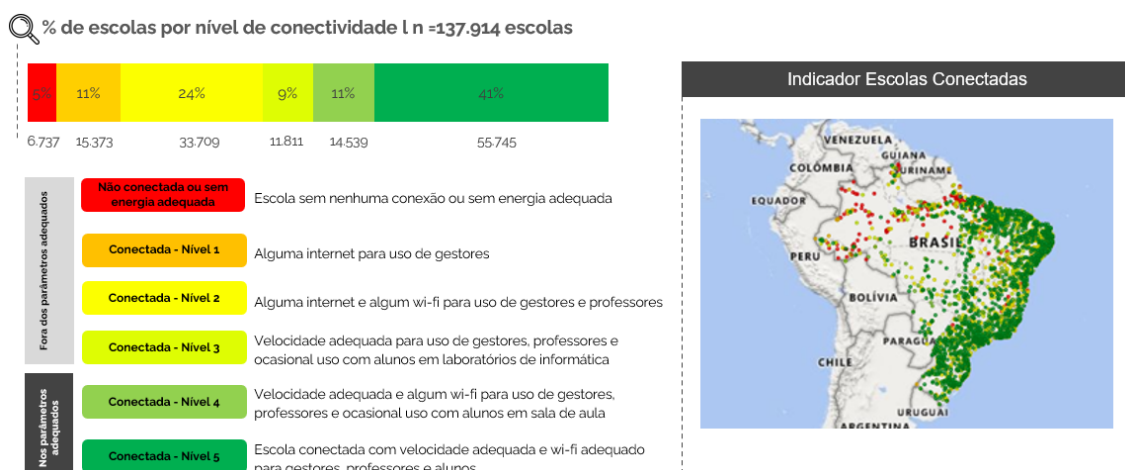 % de escolas por nível de conectividade l n =137.914 escolas
5% 11% 24% 9% 11% 41%
6.737 15.373 33.709 11.811 14.539 55.745
Fora dos parâmetros adequados
Não conectada ou sem
energia adequada
Escola sem nenhuma conexão ou sem energia adequada
Conectada - Nível 1
Alguma internet para uso de gestores
Conectada - Nível 2
Alguma internet e algum wi-fi para uso de gestores e professores
Conectada - Nível 3
Velocidade adequada para uso de gestores, professores e
ocasional uso com alunos em laboratórios de informática
Nos parâmetros
adequados
Conectada - Nível 4
Velocidade adequada e algum wi-fi para uso de gestores,
professores e ocasional uso com alunos em sala de aula
Conectada - Nível 5
Escola conectada com velocidade adequada e wi-fi adequado
para gestores, professores e alunos
Indicador Escolas Conectadas
VENEZUELA
GUIANA
COLÔMBIA
SURINAME
EQUADOR
BRASIL
PERU
BOLÍVIA
PARAGUAI
CHILE
URUGUAI
ARGENTINA